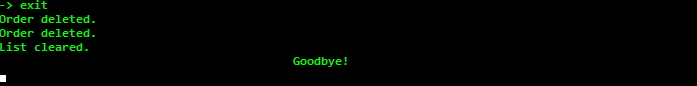 -> exit
Order deleted.
Order deleted.
List cleared.
Goodbye!